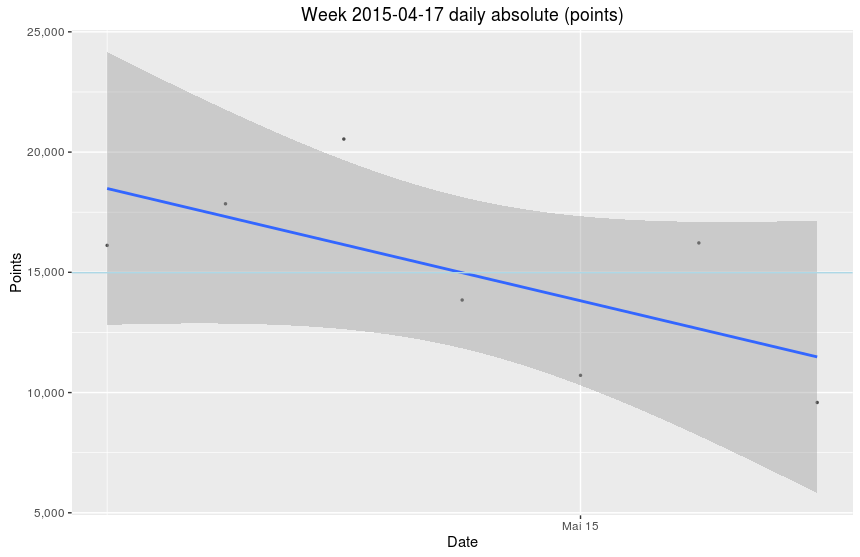 Week 2015-04-17 daily absolute (points)
25,000
20,000
15,000
10,000
5,000
Points
Mai 15
Date